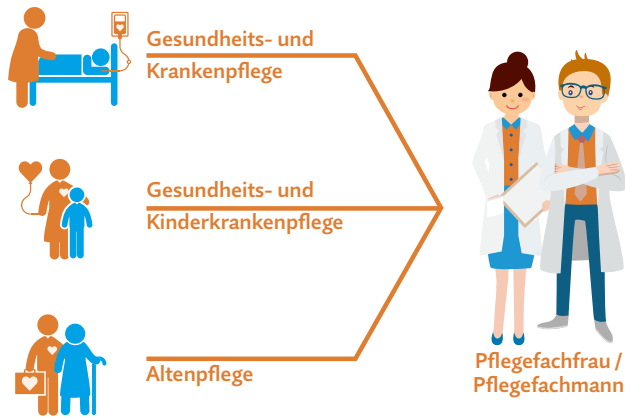 Gesundheits- und
Krankenpflege
Gesundheits- und
Kinderkrankenpflege
Altenpflege
Pflegefachfrau /
Pflegefachmann